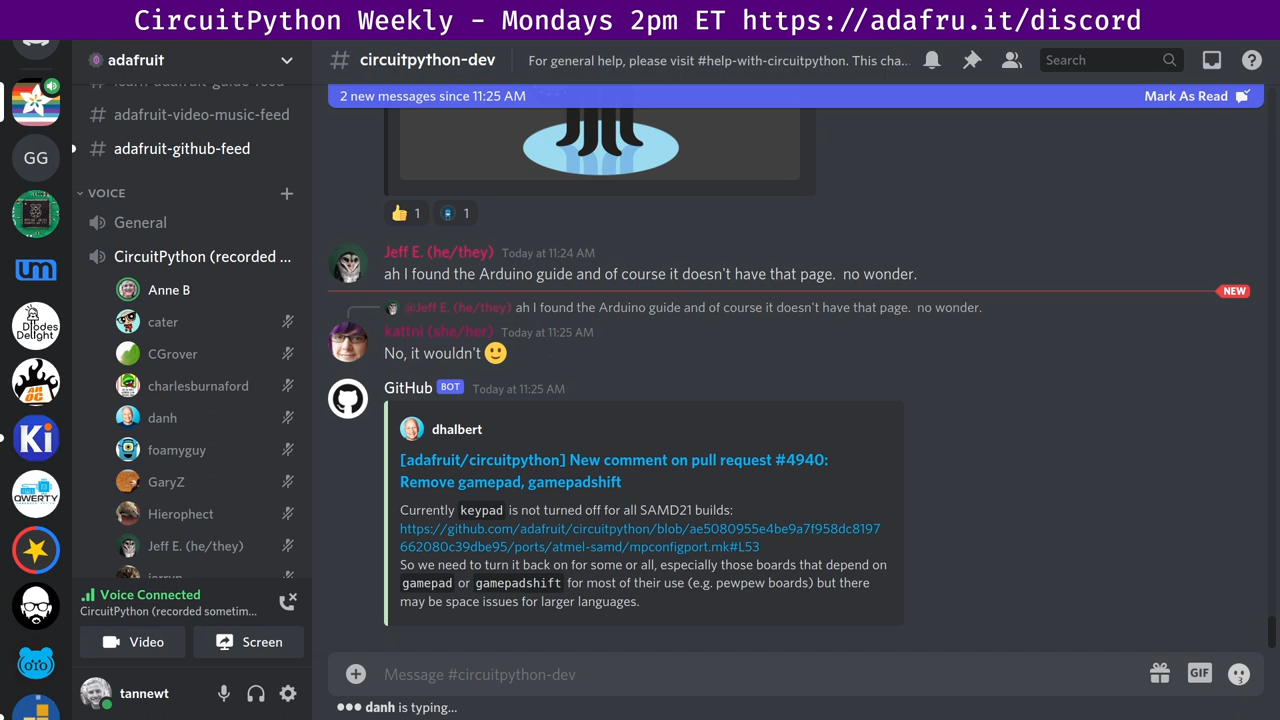 CircuitPython Weekly - Mondays 2pm ET https://adafru.it/discord
adafruit
# circuitpython-dev
For general help, please visit #help-with-circuitpython. This cha...
Search
2 new messages since 11:25 AM
Mark As Read
# adafruit-video-music-feed
# adafruit-github-feed
GG
VOICE
General
CircuitPython (recorded ...
Anne B
cater
CGrover
charlesburnaford
danh
foamyguy
GaryZ
Hierophect
Jeff E. (he/they)
jerryn
um
Diodes Delight
AHOC
Ki
QWERTY
Voice Connected
CircuitPython (recorded sometim...
Video
Screen
tannewt
1
1
Jeff E. (he/they) Today at 11:24 AM
ah I found the Arduino guide and of course it doesn't have that page. no wonder.
NEW
@Jeff E. (he/they) ah I found the Arduino guide and of course it doesn't have that page. no wonder.
kattni (she/her) Today at 11:25 AM
No, it wouldn't
GitHub BOT Today at 11:25 AM
dhalbert
[adafruit/circuitpython] New comment on pull request #4940:
Remove gamepad, gamepadshift
Currently keypad is not turned off for all SAMD21 builds:
https://github.com/adafruit/circuitpython/blob/ae5080955e4be9a7f958dc8197
662080c39dbe95/ports/atmel-samd/mpconfigport.mk#L53
So we need to turn it back on for some or all, especially those boards that depend on
gamepad or gamepadshift for most of their use (e.g. pewpew boards) but there
may be space issues for larger languages.
Message #circuitpython-dev
GIF
danh is typing...